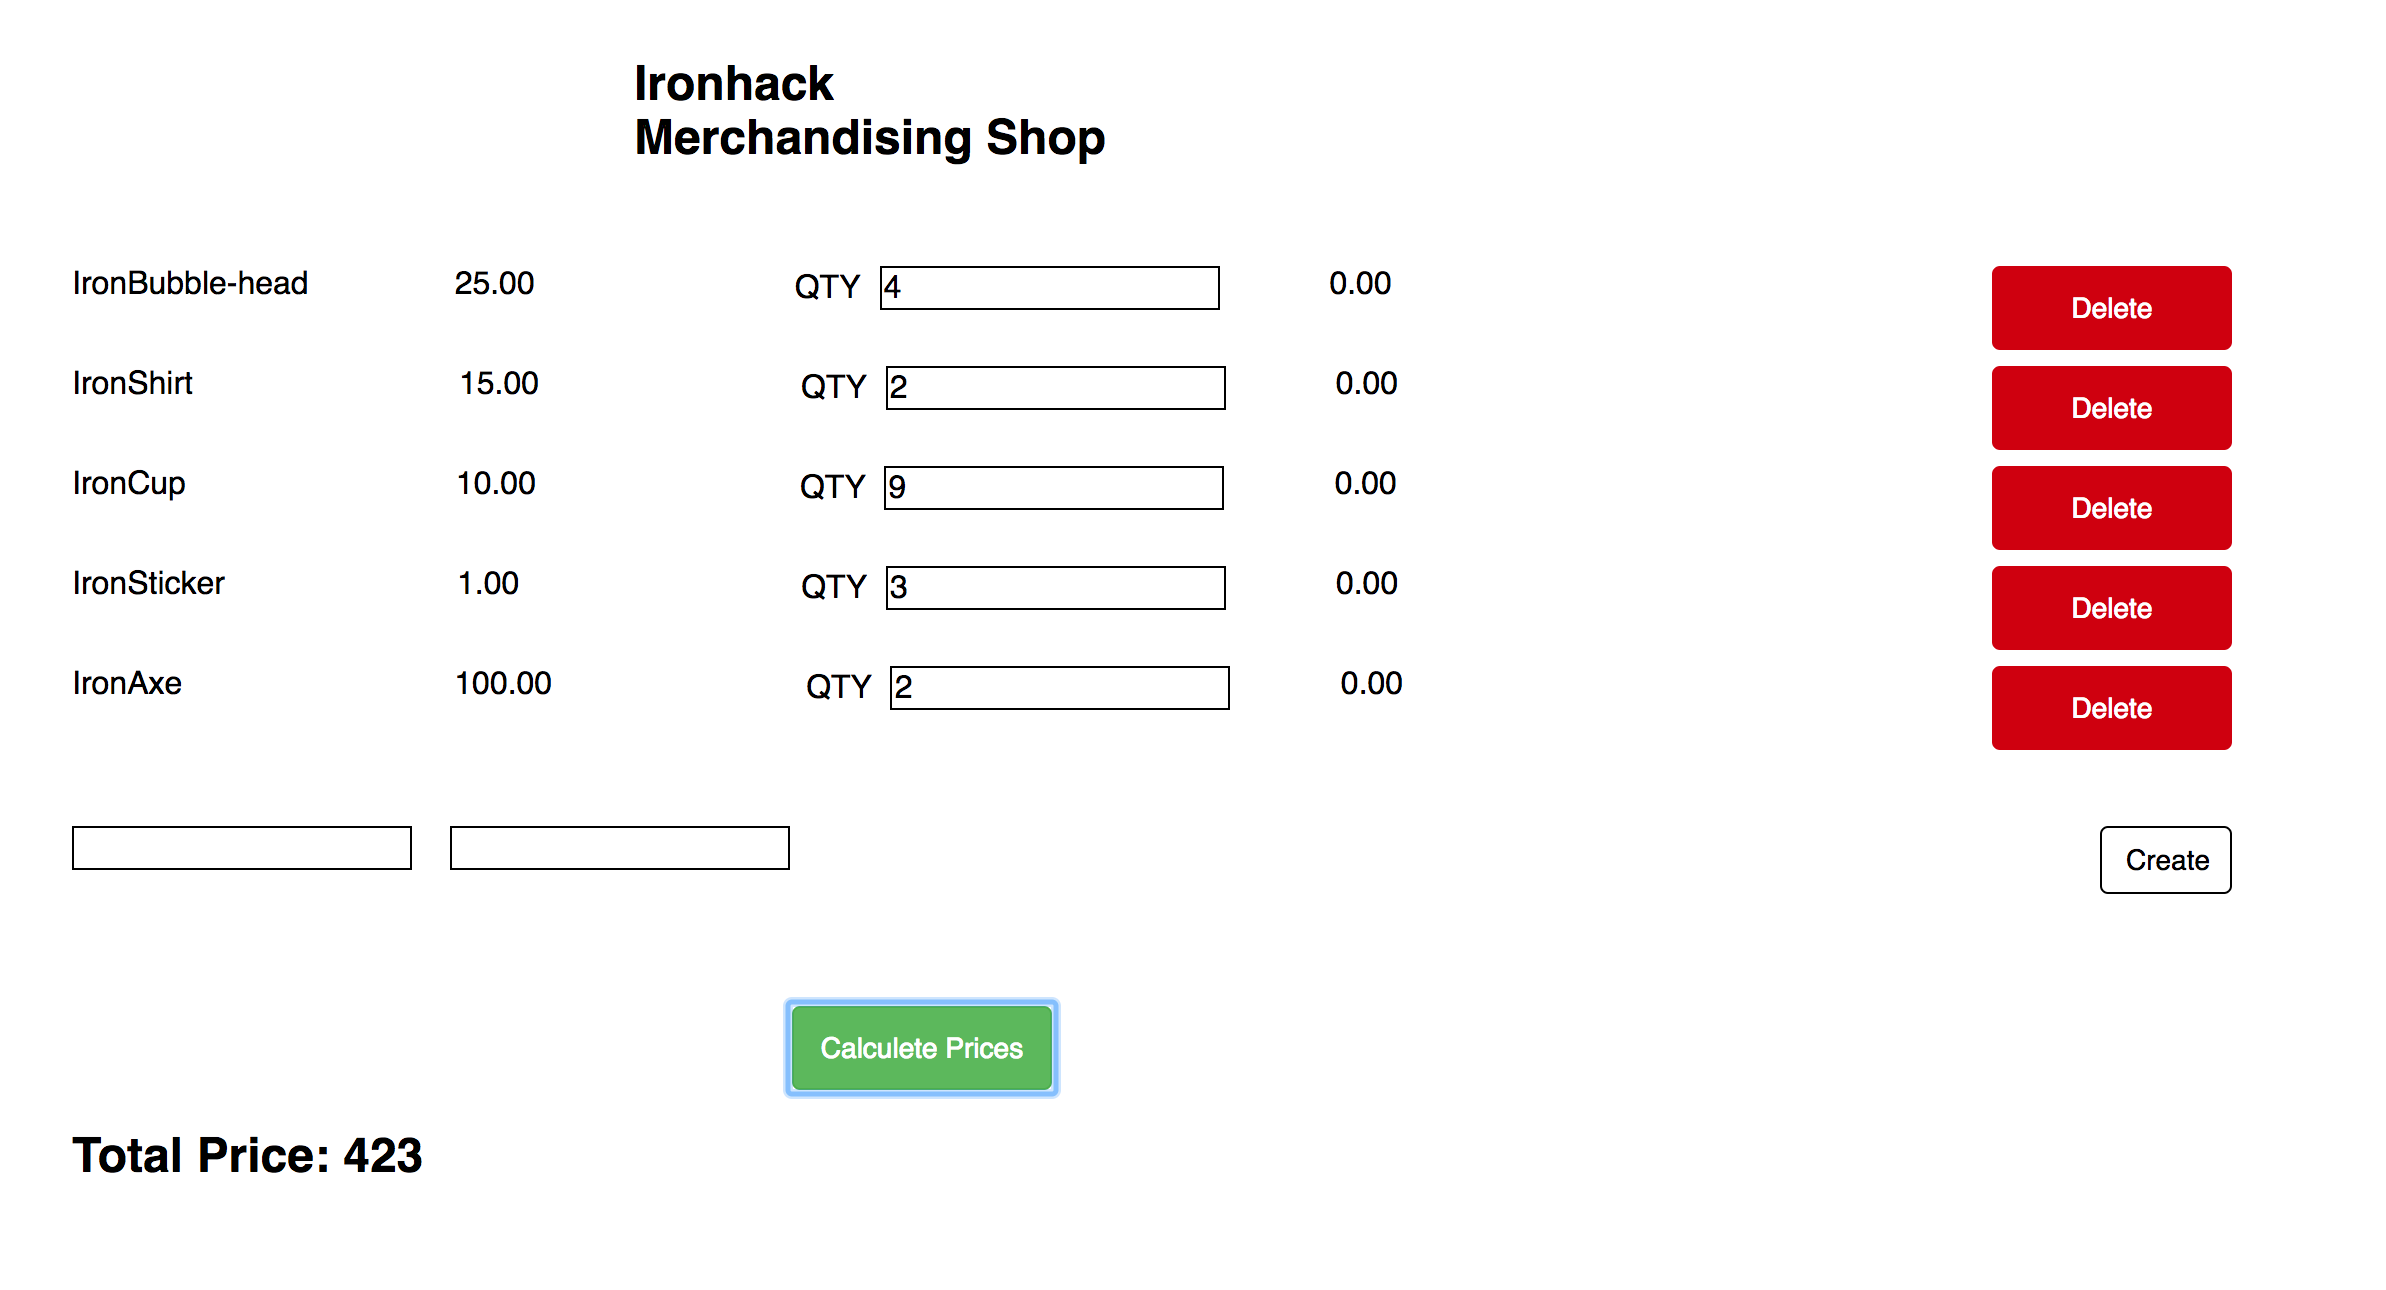 Ironhack
Merchandising Shop
IronBubble-head 25.00 QTY 4 0.00 Delete
IronShirt 15.00 QTY 2 0.00 Delete
IronCup 10.00 QTY 9 0.00 Delete
IronSticker 1.00 QTY 3 0.00 Delete
IronAxe 100.00 QTY 2 0.00 Delete
Create
Calculete Prices
Total Price: 423